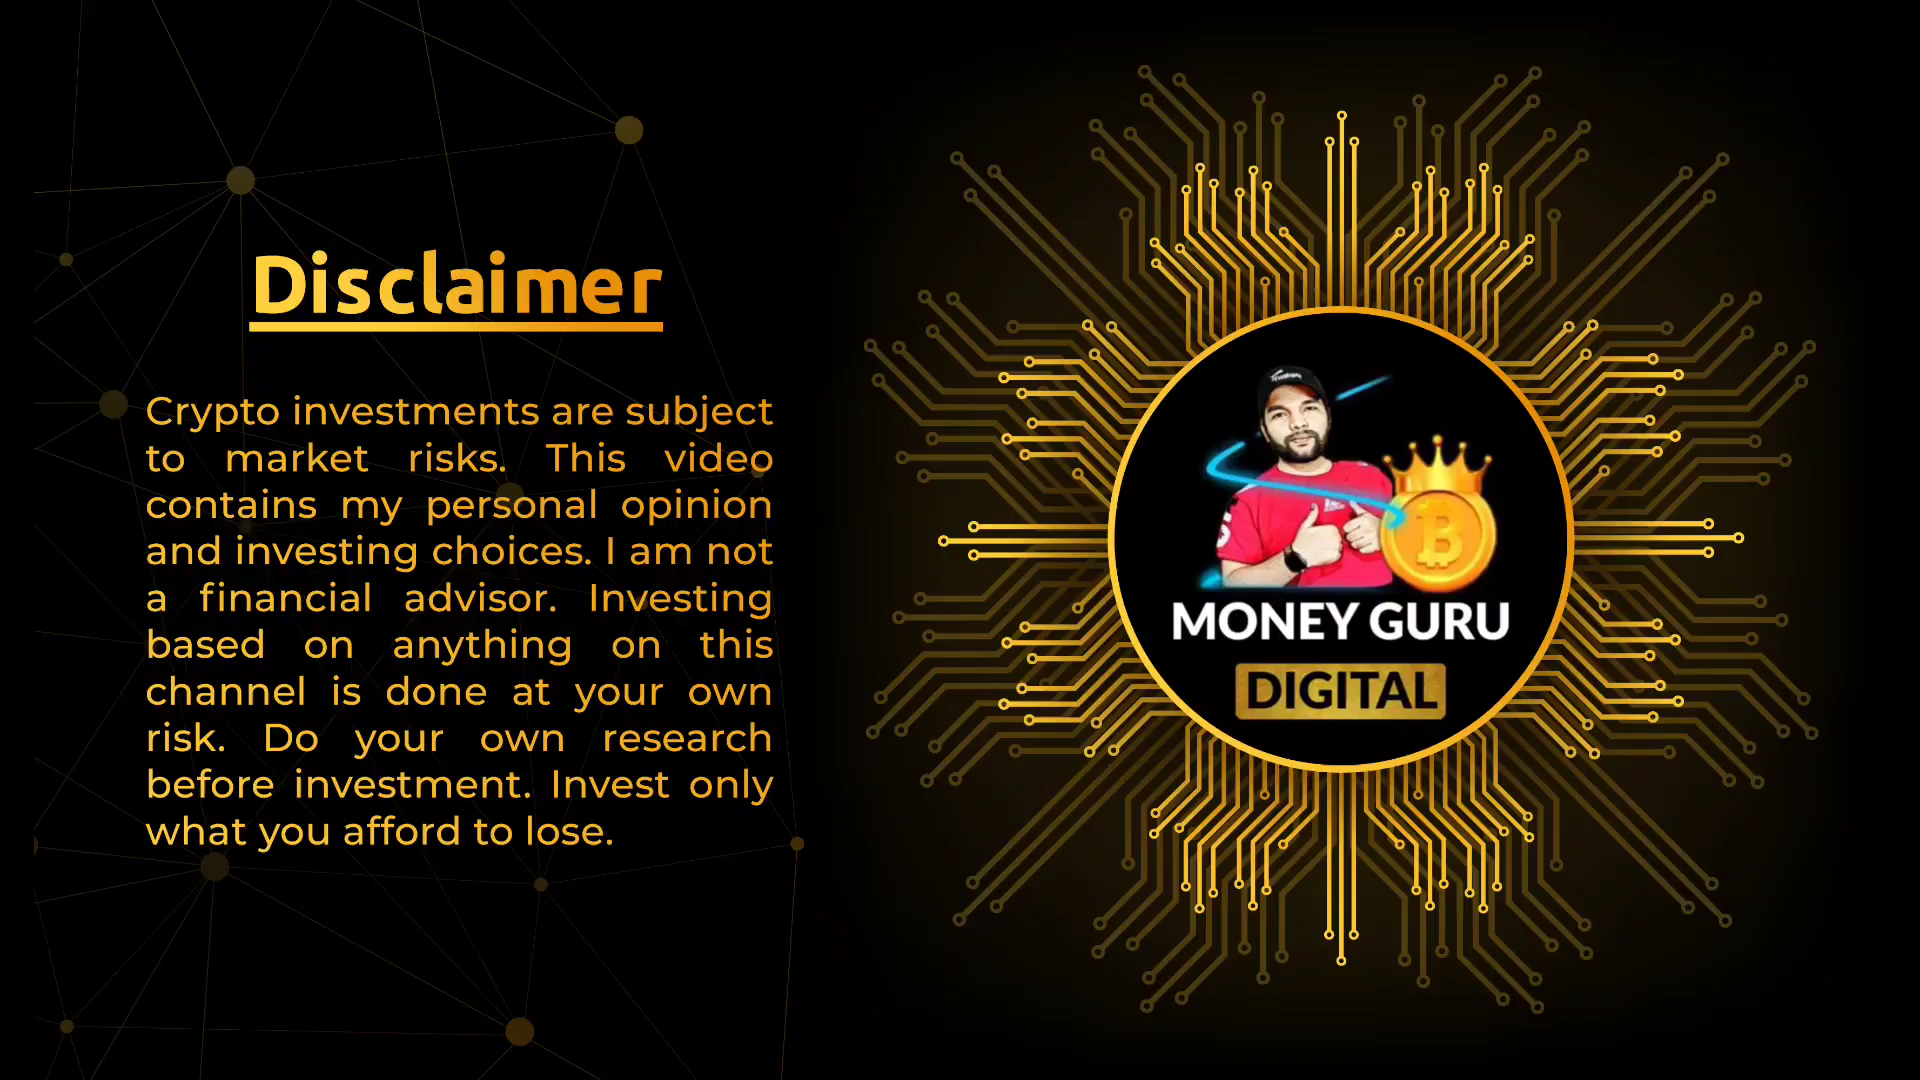 Disclaimer
Crypto investments are subject
to market risks. This video
contains my personal opinion
and investing choices. I am not
a financial advisor. Investing
based on anything on this
channel is done at your own
risk. Do your own research
before investment. Invest only
what you afford to lose.
B
MONEY GURU
DIGITAL